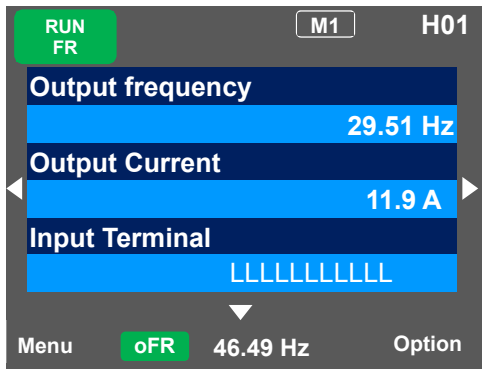 RUN M1 H01
FR
Output frequency
29.51 Hz
Output Current
11.9 A
Input Terminal
LLLLLLLLLLL
Menu oFR 46.49 Hz Option